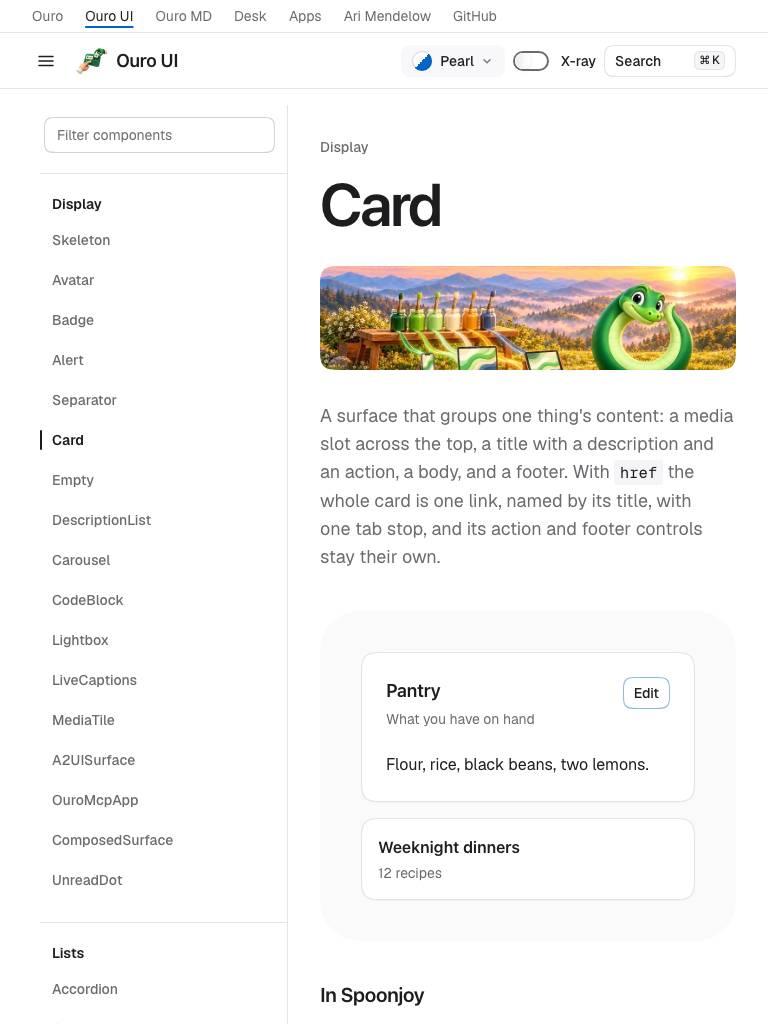 Ouro
Ouro UI
Ouro MD
Desk
Apps
Ari Mendelow
GitHub
Ouro UI
Pearl
X-ray
Search
⌘ K
Filter components
Display
Skeleton
Avatar
Badge
Alert
Separator
Card
Empty
DescriptionList
Carousel
CodeBlock
Lightbox
LiveCaptions
MediaTile
A2UISurface
OuroMcpApp
ComposedSurface
UnreadDot
Lists
Accordion
Display
Card
A surface that groups one thing's content: a media
slot across the top, a title with a description and
an action, a body, and a footer. With href the
whole card is one link, named by its title, with
one tab stop, and its action and footer controls
stay their own.
Pantry
Edit
What you have on hand
Flour, rice, black beans, two lemons.
Weeknight dinners
12 recipes
In Spoonjoy